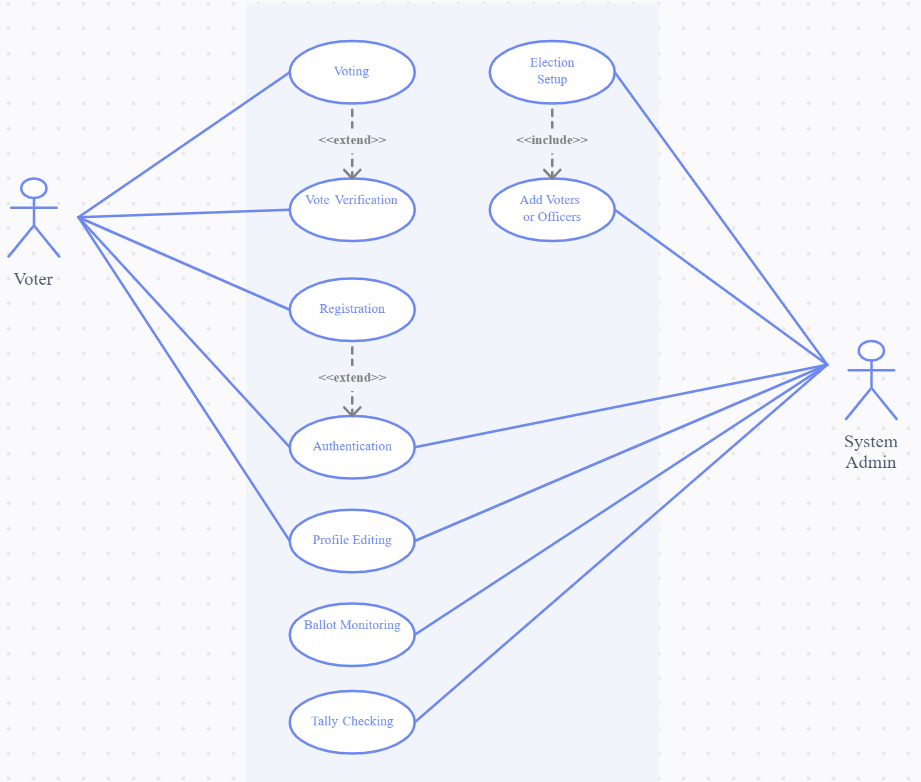 Voting
Election
Setup
<<extend>>
<<include>>
Vote Verification
Add Voters
or Officers
Voter
Registration
<<extend>>
Authentication
System
Admin
Profile Editing
Ballot Monitoring
Tally Checking